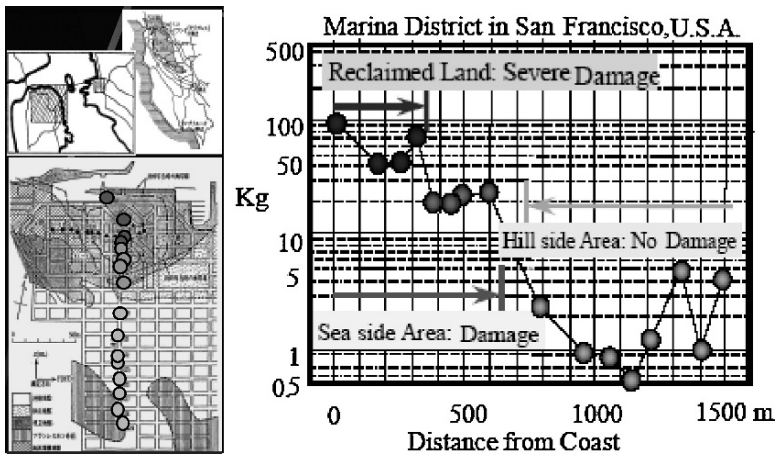 Marina District in San Francisco,U.S.A.
500
Reclaimed Land: Severe Damage
100
50
Kg
10
Hill side Area: No Damage
5
Sea side Area: Damage
1
0.5
0 500 1000 1500 m
Distance from Coast